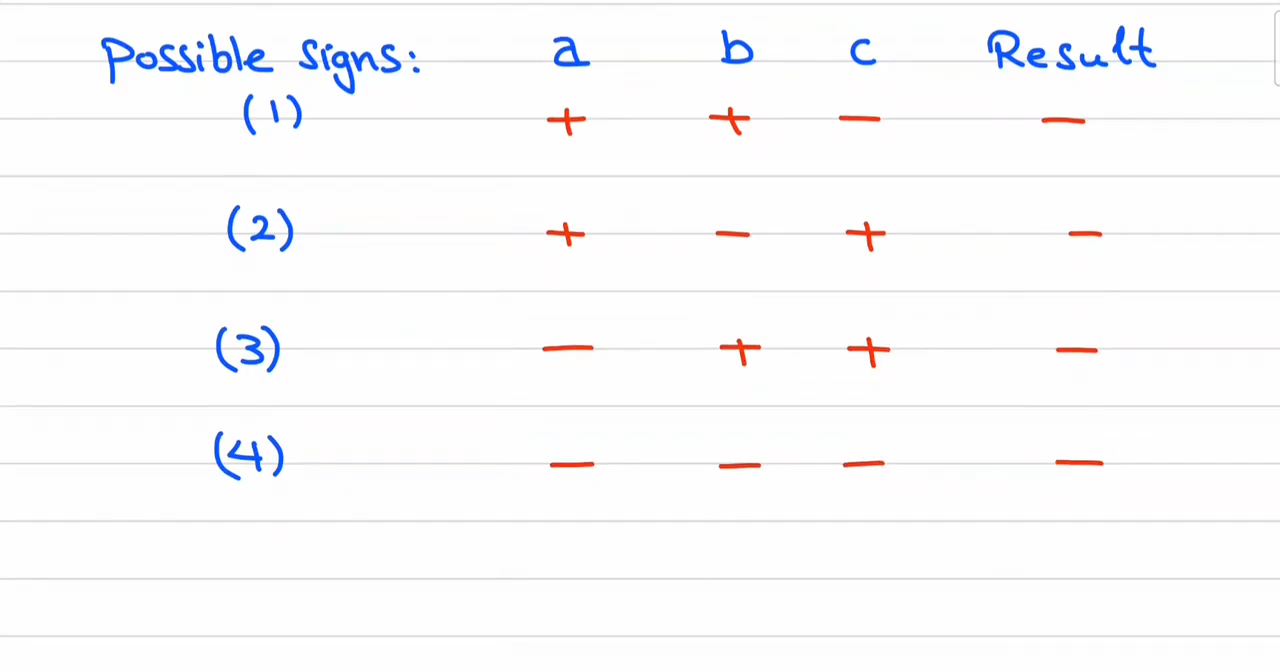 Possible signs: a b c Result
(1) + + − −
(2) + − + −
(3) − + + −
(4) − − − −